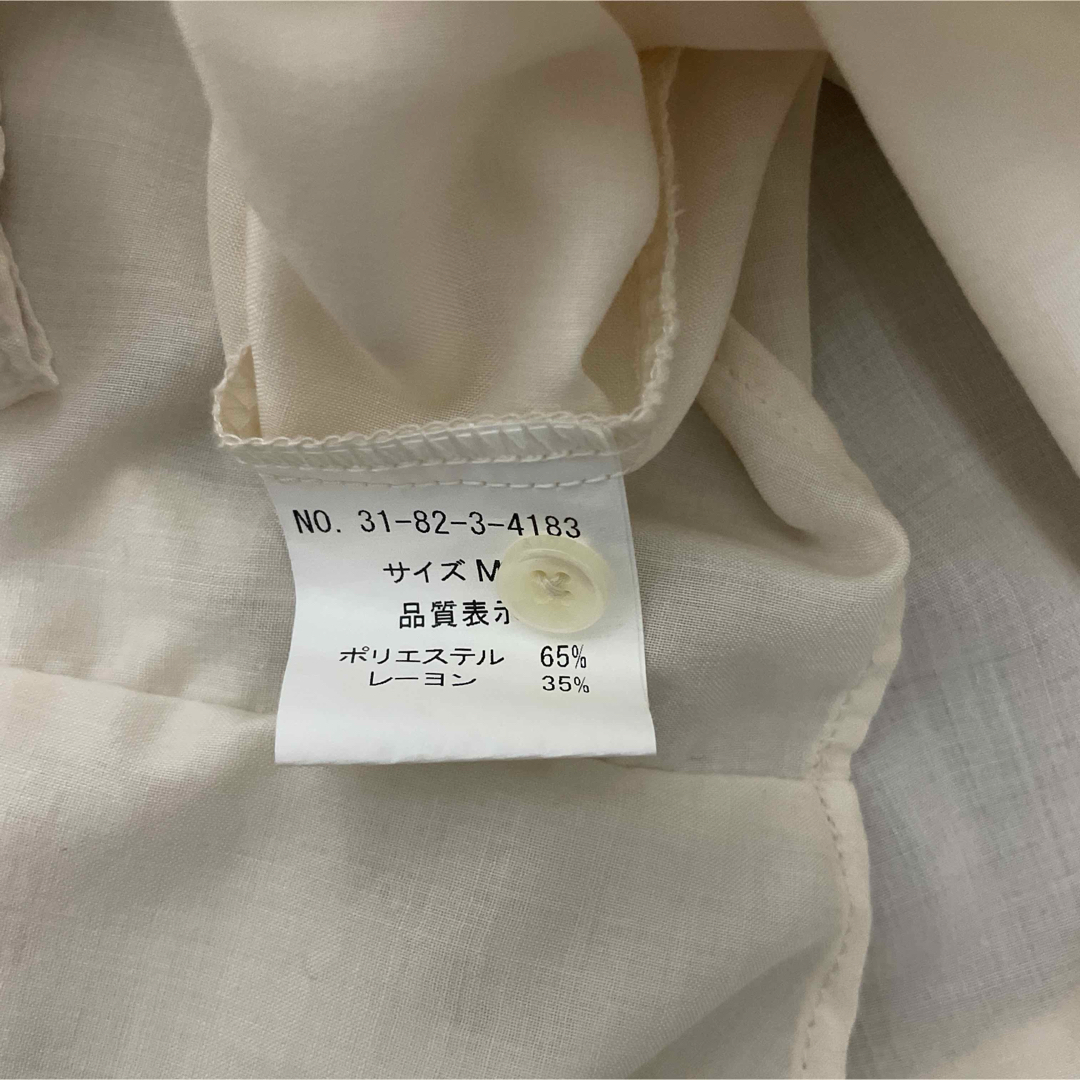 NO. 31-82-3-4183
サイズ M
品質表示
ポリエステル 65%
レーヨン 35%